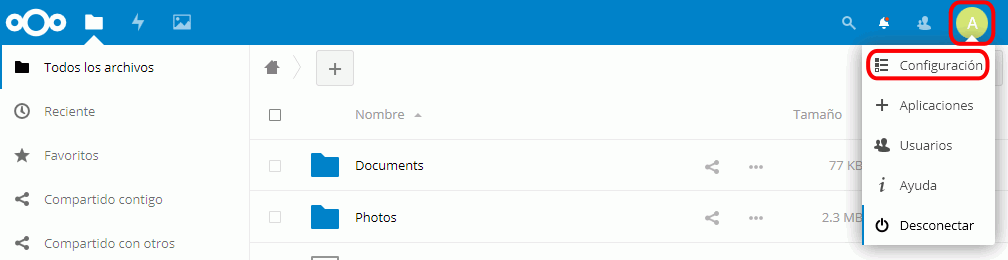 A
Todos los archivos
Reciente
Favoritos
Compartido contigo
Compartido con otros
+
Nombre
Tamaño
Documents
77 KB
Photos
2.3 MB
Configuración
Aplicaciones
Usuarios
Ayuda
Desconectar